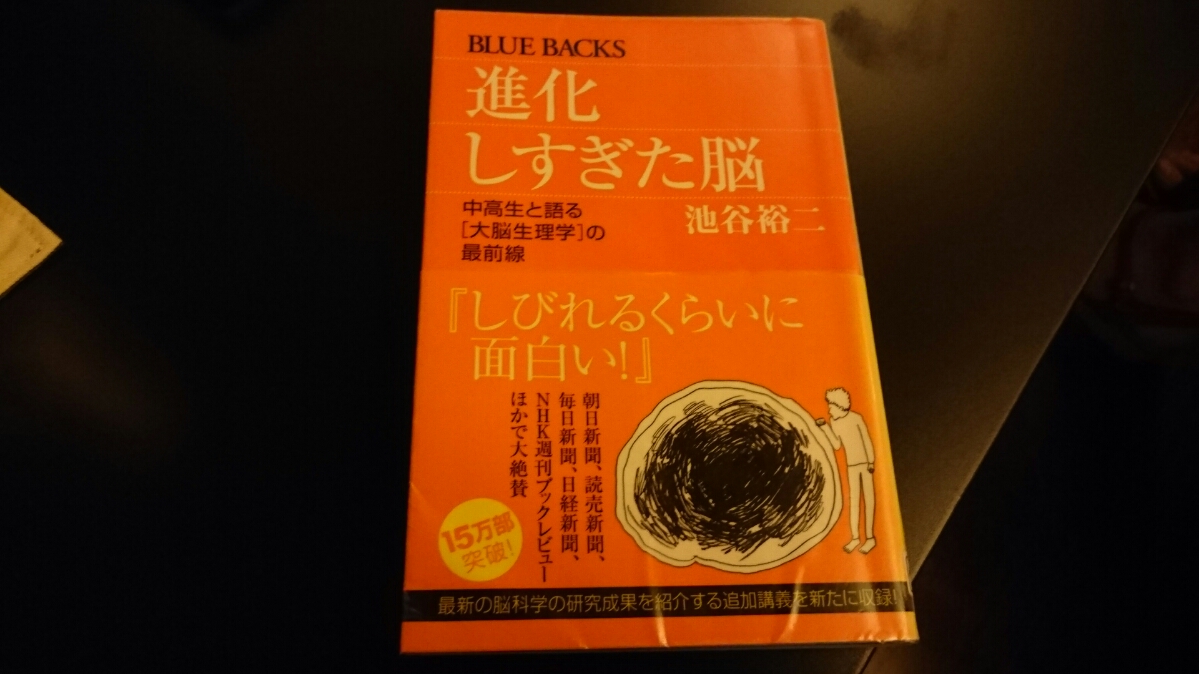 BLUE BACKS
進化
しすぎた脳
中高生と語る
［大脳生理学］の
最前線
池谷裕二
『しびれるくらいに
面白い!』
朝日新聞、読売新聞、
毎日新聞、日経新聞、
NHK週刊ブックレビュー
ほかで大絶賛
15万部
突破!
最新の脳科学の研究成果を紹介する追加講義を新たに収録!